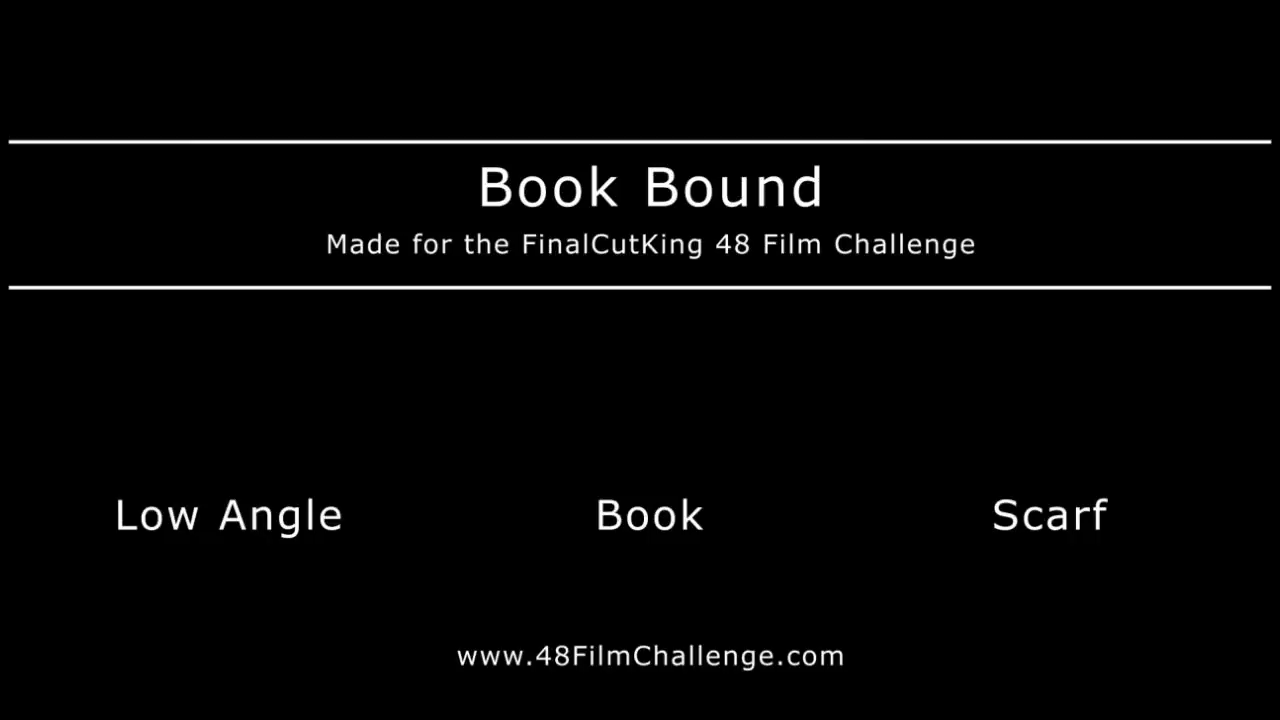 Book Bound
Made for the FinalCutKing 48 Film Challenge
Low Angle Book Scarf
www.48FilmChallenge.com